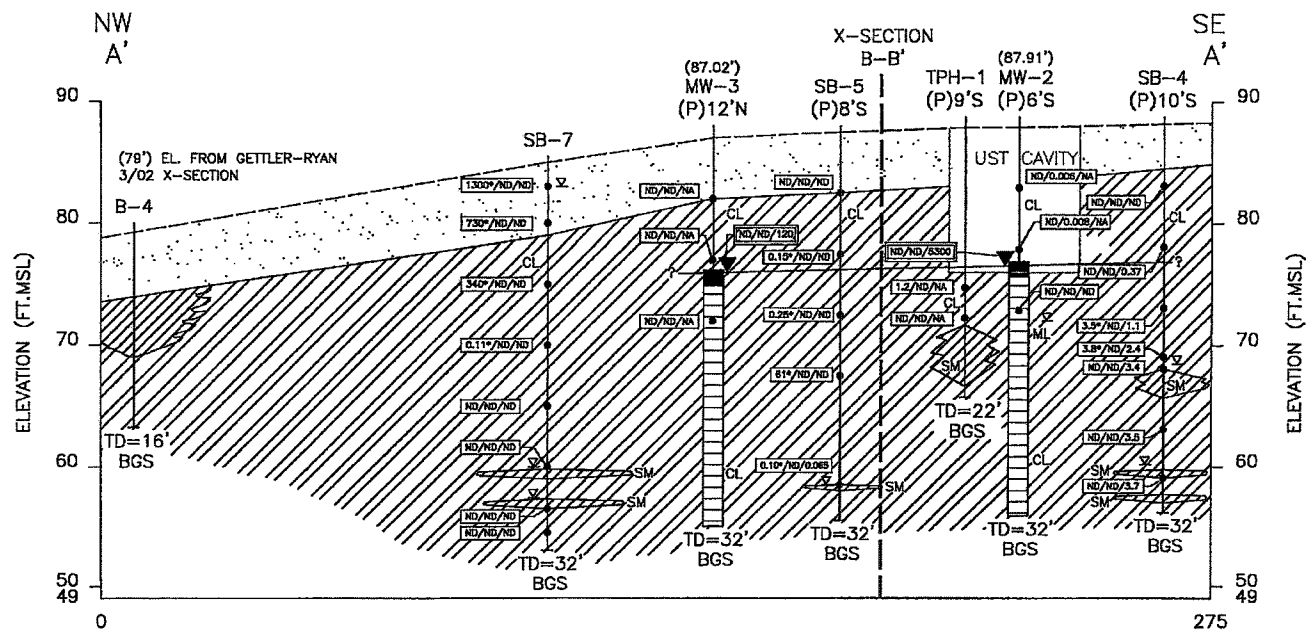 NW
A'
SE
A'
X-SECTION
B-B'
(87.02')
MW-3
(P)12'N
SB-5
(P)8'S
TPH-1
(P)9'S
(87.91')
MW-2
(P)6'S
SB-4
(P)10'S
SB-7
(79') EL. FROM GETTLER-RYAN
3/02 X-SECTION
B-4
UST CAVITY
90
80
70
60
50
49
ELEVATION (FT.MSL)
90
80
70
60
50
49
ELEVATION (FT.MSL)
0
275
1300*/ND/ND
730*/ND/ND
CL
340*/ND/ND
0.11*/ND/ND
ND/ND/ND
ND/ND/ND
SM
SM
ND/ND/ND
ND/ND/ND
TD=32'
BGS
TD=16'
BGS
ND/ND/NA
CL
ND/ND/NA
ND/ND/120
?
ND/ND/NA
CL
TD=32'
BGS
ND/ND/ND
CL
0.15*/ND/ND
0.25*/ND/ND
61*/ND/ND
0.10*/ND/0.065
SM
TD=32'
BGS
ND/ND/5300
1.2/ND/NA
CL
ND/ND/NA
SM
TD=22'
BGS
ND/0.006/NA
CL
ND/0.008/NA
ND/ND/ND
ML
CL
TD=32'
BGS
ND/ND/ND
CL
ND/ND/0.37
?
3.5*/ND/1.1
3.8*/ND/2.4
ND/ND/3.4
SM
ND/ND/3.5
SM
ND/ND/3.7
SM
TD=32'
BGS